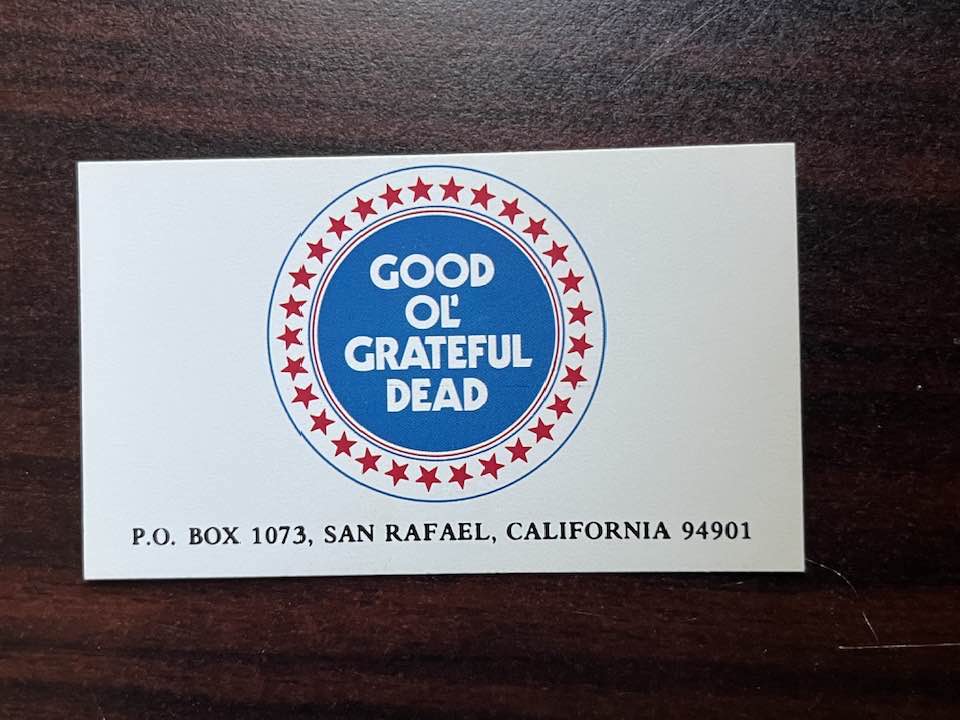 GOOD
OL'
GRATEFUL
DEAD
P.O. BOX 1073, SAN RAFAEL, CALIFORNIA 94901